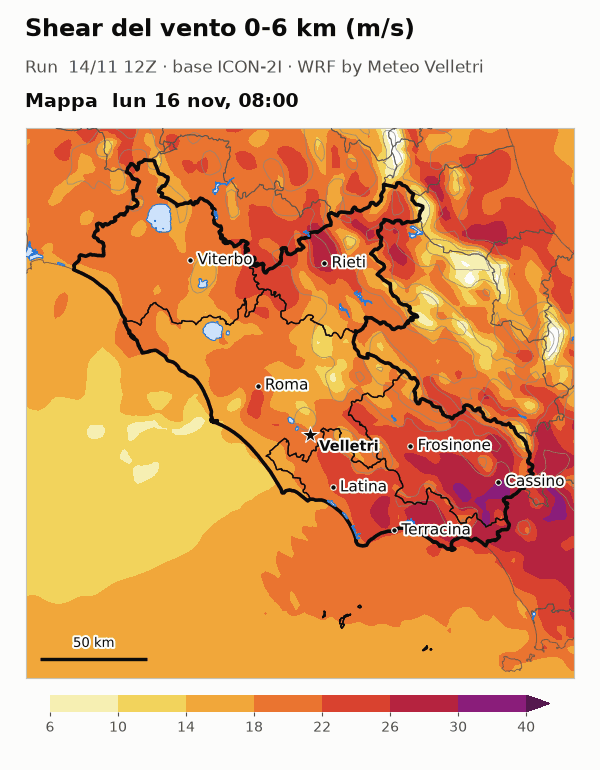 Shear del vento 0-6 km (m/s)
Run  14/11 12Z · base ICON-2I · WRF by Meteo Velletri
Mappa  lun 16 nov, 08:00
Viterbo
Rieti
Roma
Velletri
Frosinone
Latina
Cassino
Terracina
50 km
6 10 14 18 22 26 30 40